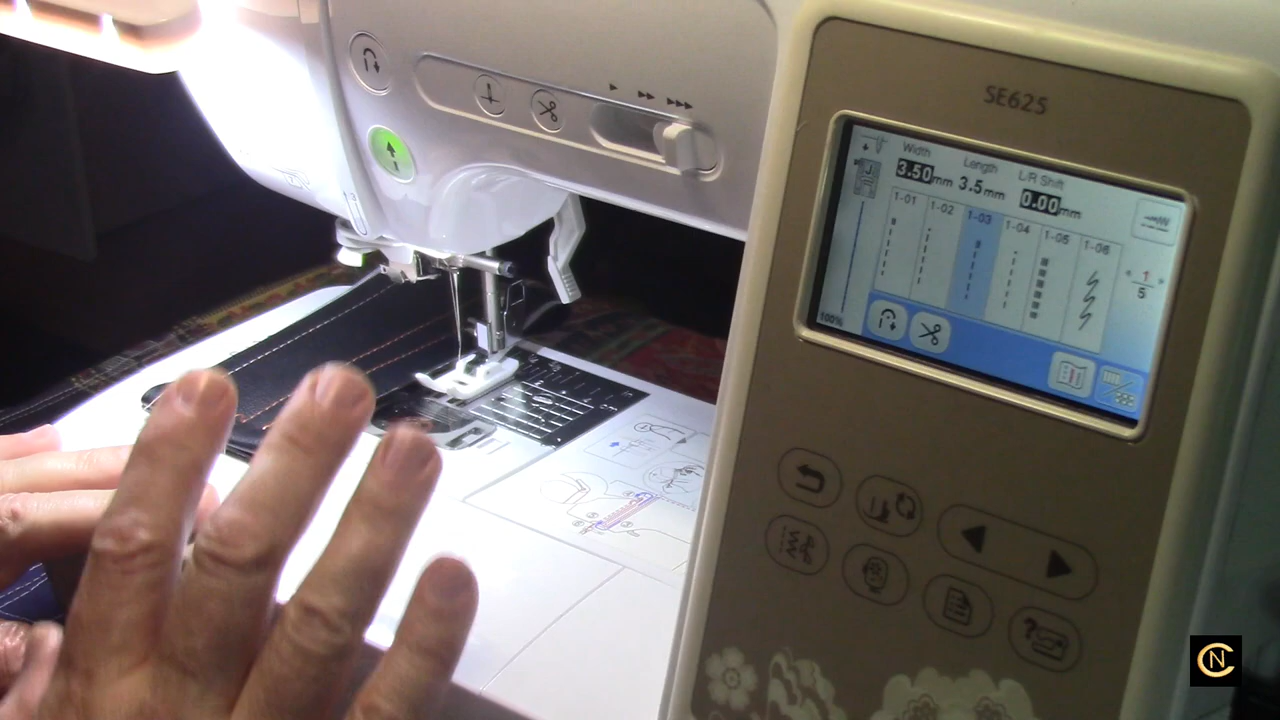 SE625
Width
Length
L/R Shift
3.50mm
3.5mm
0.00mm
1-01
1-02
1-03
1-04
1-05
1-06
1
5
100%
?
NC